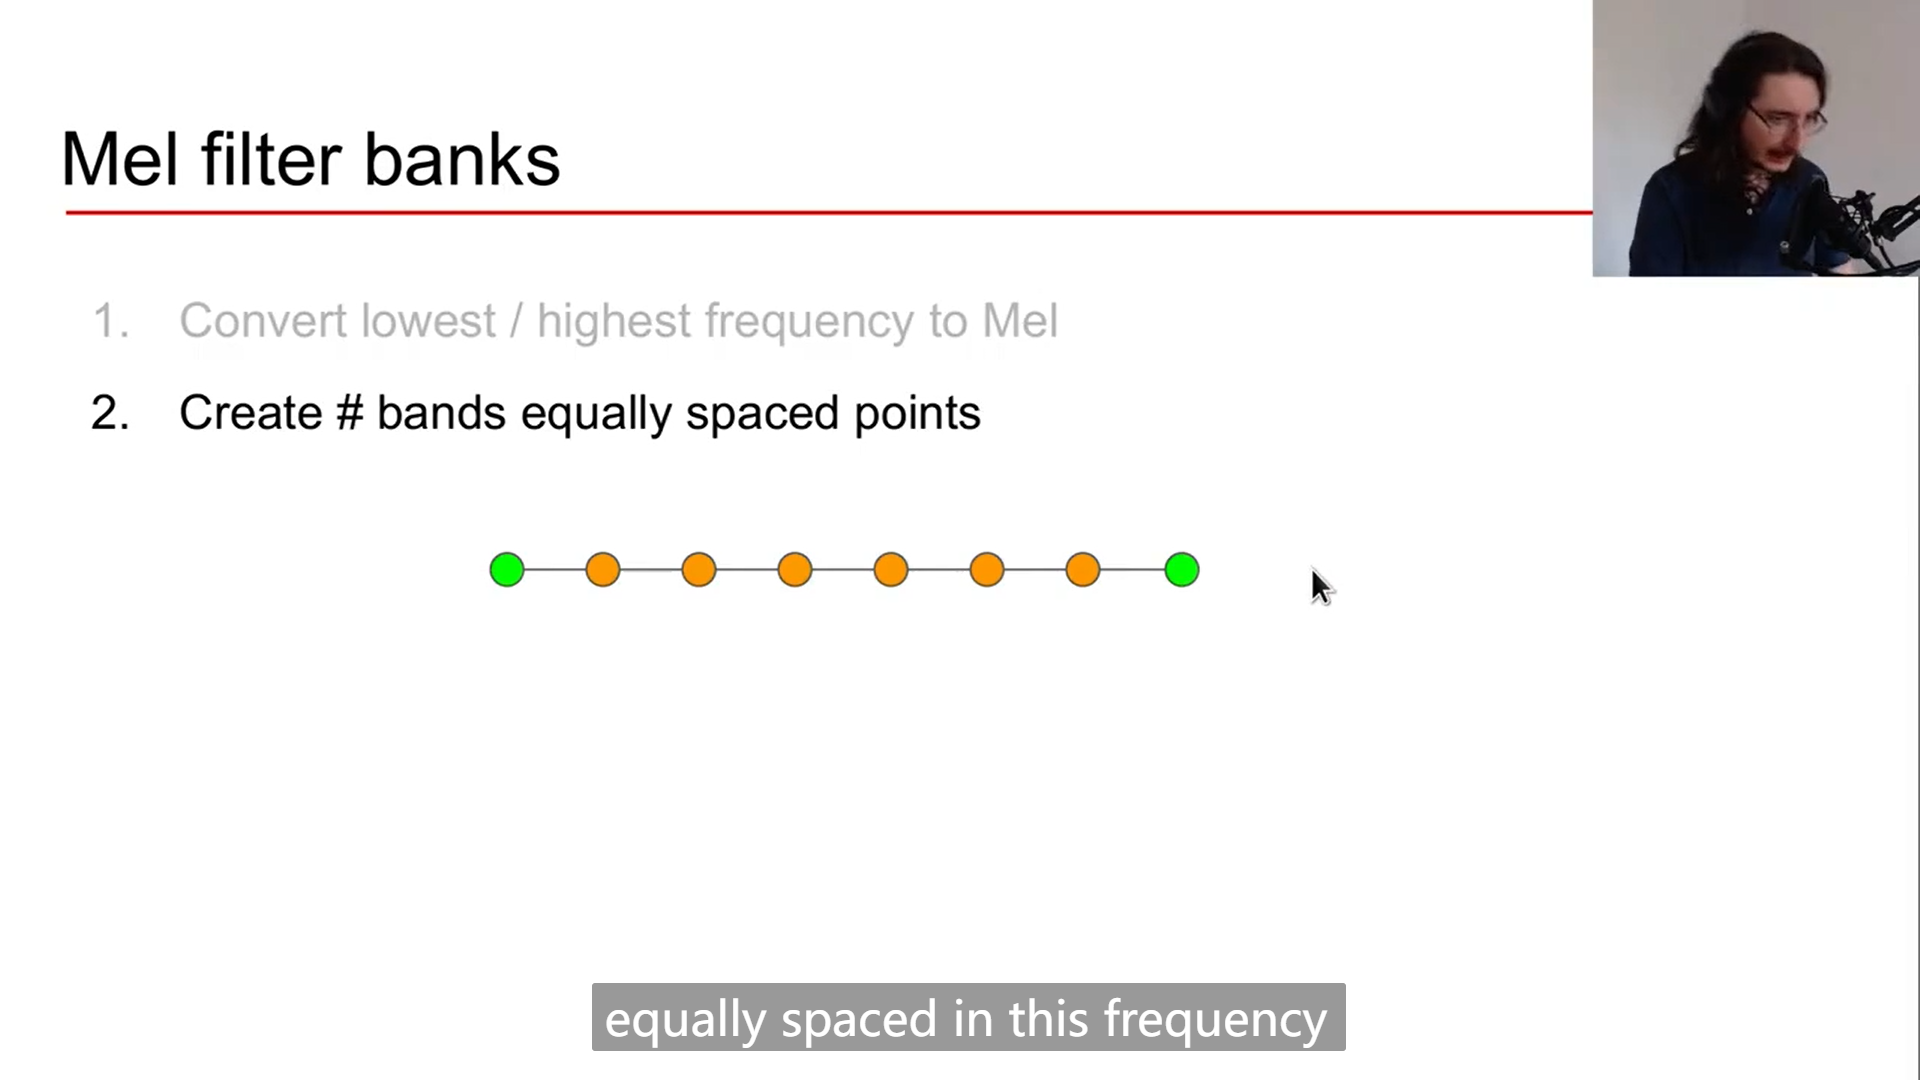 Mel filter banks
1. Convert lowest / highest frequency to Mel
2. Create # bands equally spaced points
equally spaced in this frequency